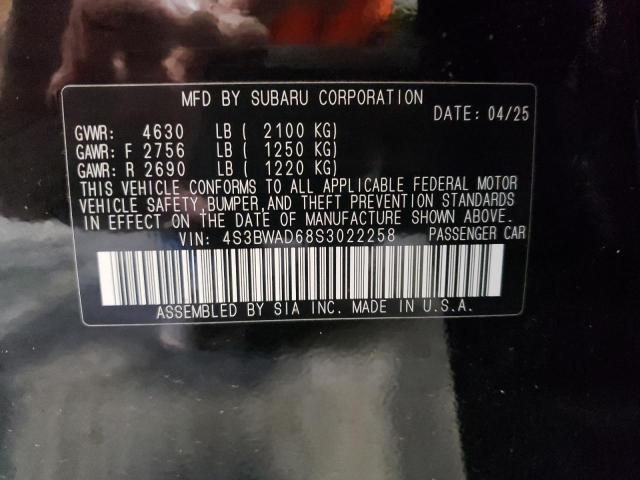 MFD BY SUBARU CORPORATION
DATE: 04/25
GVWR: 4630 LB ( 2100 KG)
GAWR: F 2756 LB ( 1250 KG)
GAWR: R 2690 LB ( 1220 KG)
THIS VEHICLE CONFORMS TO ALL APPLICABLE FEDERAL MOTOR
VEHICLE SAFETY, BUMPER, AND THEFT PREVENTION STANDARDS
IN EFFECT ON THE DATE OF MANUFACTURE SHOWN ABOVE.
VIN: 4S3BWAD68S3022258 PASSENGER CAR
ASSEMBLED BY SIA INC. MADE IN U.S.A.